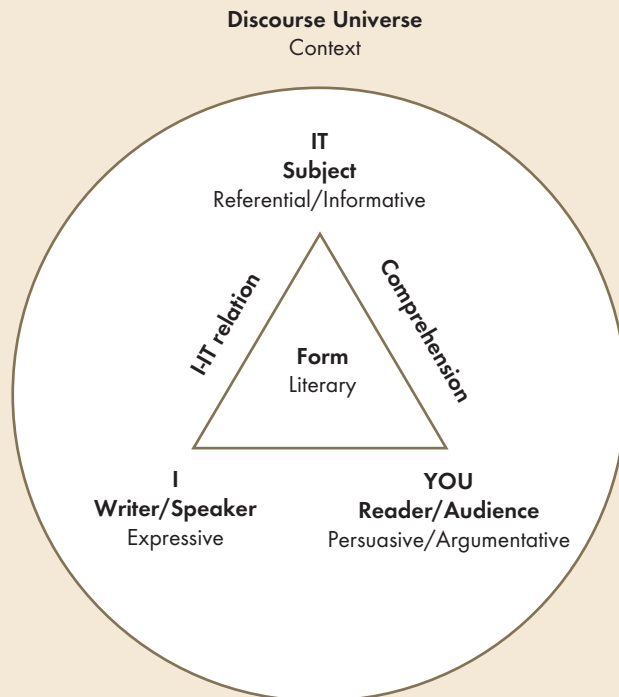 Discourse Universe
Context
IT
Subject
Referential/Informative
I-IT relation
Comprehension
Form
Literary
I
Writer/Speaker
Expressive
YOU
Reader/Audience
Persuasive/Argumentative